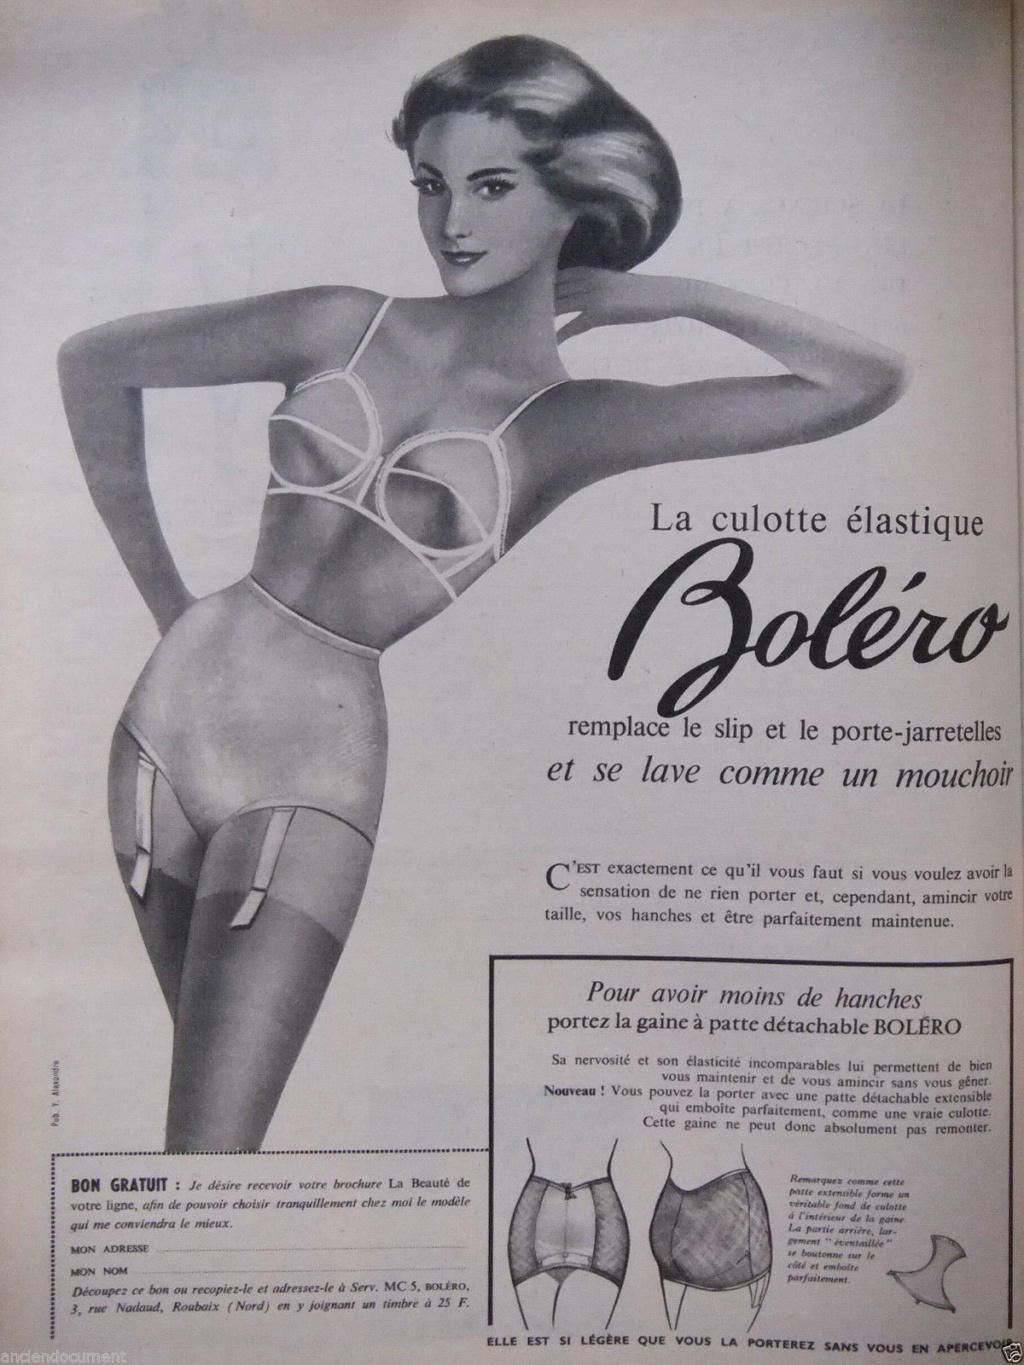 La culotte élastique
Boléro
remplace le slip et le porte-jarretelles
et se lave comme un mouchoir
C'EST exactement ce qu'il vous faut si vous voulez avoir la
sensation de ne rien porter et, cependant, amincir votre
taille, vos hanches et être parfaitement maintenue.
Pour avoir moins de hanches
portez la gaine à patte détachable BOLÉRO
Sa nervosité et son élasticité incomparables lui permettent de bien
vous maintenir et de vous amincir sans vous gêner.
Nouveau ! Vous pouvez la porter avec une patte détachable extensible
qui emboîte parfaitement, comme une vraie culotte.
Cette gaine ne peut donc absolument pas remonter.
Remarquez comme cette
patte extensible forme un
véritable fond de culotte
à l'intérieur de la gaine.
La partie arrière, lar-
gement "éventaillée"
se boutonne sur le
côté et emboîte
parfaitement.
ELLE EST SI LÉGÈRE QUE VOUS LA PORTEREZ SANS VOUS EN APERCEVOIR
Pub. Y. Alexandre
BON GRATUIT : Je désire recevoir votre brochure La Beauté de
votre ligne, afin de pouvoir choisir tranquillement chez moi le modèle
qui me conviendra le mieux.
MON ADRESSE
MON NOM
Découpez ce bon ou recopiez-le et adressez-le à Serv. MC 5, BOLÉRO,
3, rue Nadaud, Roubaix (Nord) en y joignant un timbre à 25 F.
anciendocument